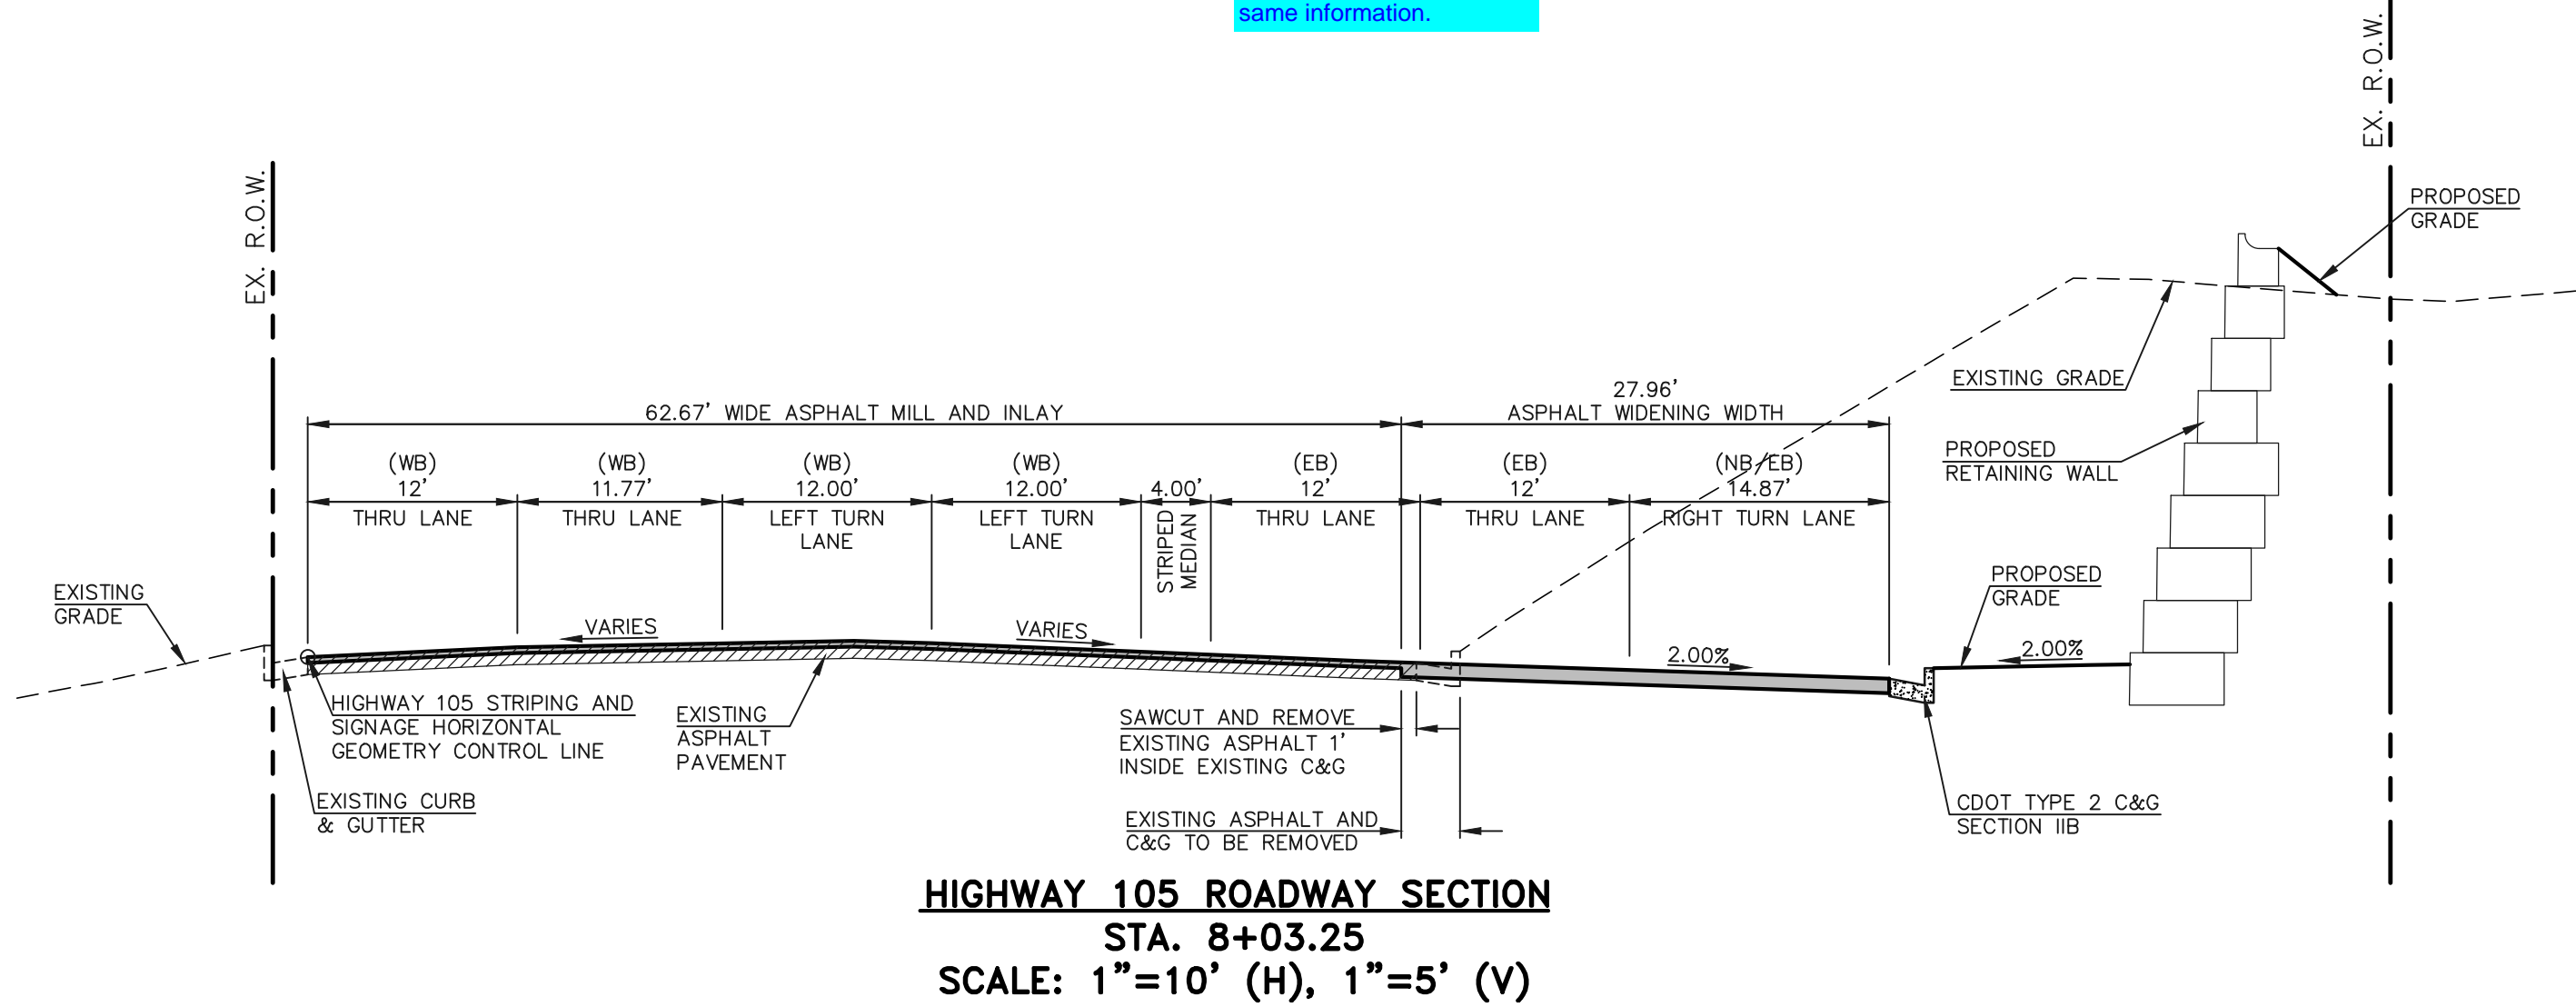 same information.
EX. R.O.W.
EX. R.O.W.
PROPOSED
GRADE
EXISTING GRADE
27.96'
62.67' WIDE ASPHALT MILL AND INLAY
ASPHALT WIDENING WIDTH
(WB)
12'
THRU LANE
(WB)
11.77'
THRU LANE
(WB)
12.00'
LEFT TURN
LANE
(WB)
12.00'
LEFT TURN
LANE
4.00'
STRIPED
MEDIAN
(EB)
12'
THRU LANE
(EB)
12'
THRU LANE
(NB/EB)
14.87'
RIGHT TURN LANE
PROPOSED
RETAINING WALL
EXISTING
GRADE
VARIES
VARIES
2.00%
2.00%
PROPOSED
GRADE
HIGHWAY 105 STRIPING AND
SIGNAGE HORIZONTAL
GEOMETRY CONTROL LINE
EXISTING
ASPHALT
PAVEMENT
SAWCUT AND REMOVE
EXISTING ASPHALT 1'
INSIDE EXISTING C&G
EXISTING CURB
& GUTTER
EXISTING ASPHALT AND
C&G TO BE REMOVED
CDOT TYPE 2 C&G
SECTION IIB
HIGHWAY 105 ROADWAY SECTION
STA. 8+03.25
SCALE: 1"=10' (H), 1"=5' (V)